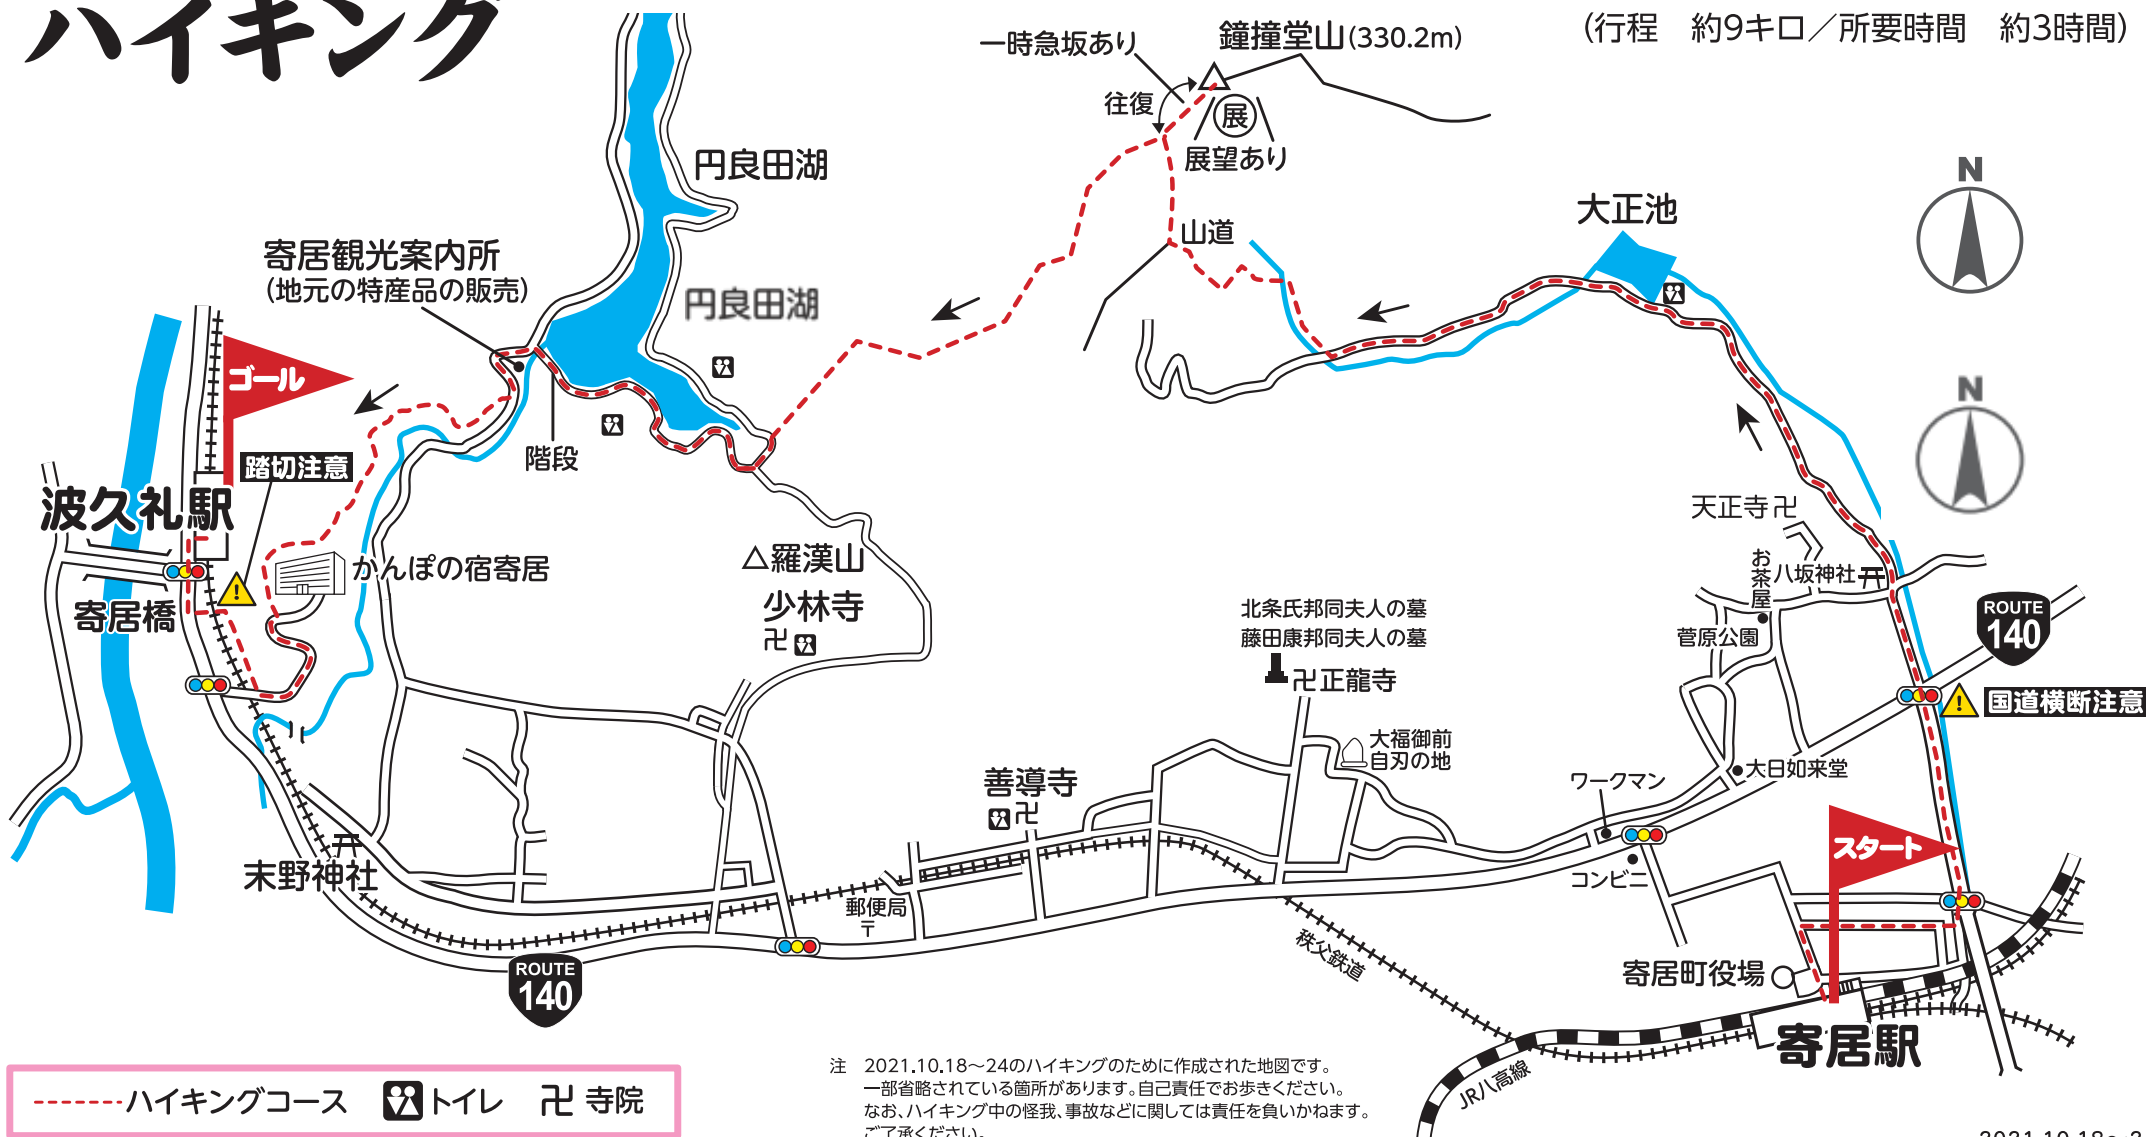 ハイキング
(行程　約9キロ／所要時間　約3時間)
一時急坂あり
鐘撞堂山(330.2m)
往復
展
展望あり
円良田湖
山道
大正池
N
寄居観光案内所
(地元の特産品の販売)
円良田湖
ゴール
N
階段
踏切注意
波久礼駅
天正寺卍
かんぽの宿寄居
△羅漢山
お茶屋
八坂神社
寄居橋
少林寺
卍
北条氏邦同夫人の墓
藤田康邦同夫人の墓
菅原公園
ROUTE
140
卍正龍寺
国道横断注意
大福御前
自刃の地
大日如来堂
善導寺
卍
ワークマン
スタート
末野神社
コンビニ
郵便局
〒
秩父鉄道
寄居町役場
ROUTE
140
寄居駅
JR八高線
ハイキングコース　トイレ　卍 寺院
注　2021.10.18〜24のハイキングのために作成された地図です。
一部省略されている箇所があります。自己責任でお歩きください。
なお、ハイキング中の怪我、事故などに関しては責任を負いかねます。
ご了承ください。